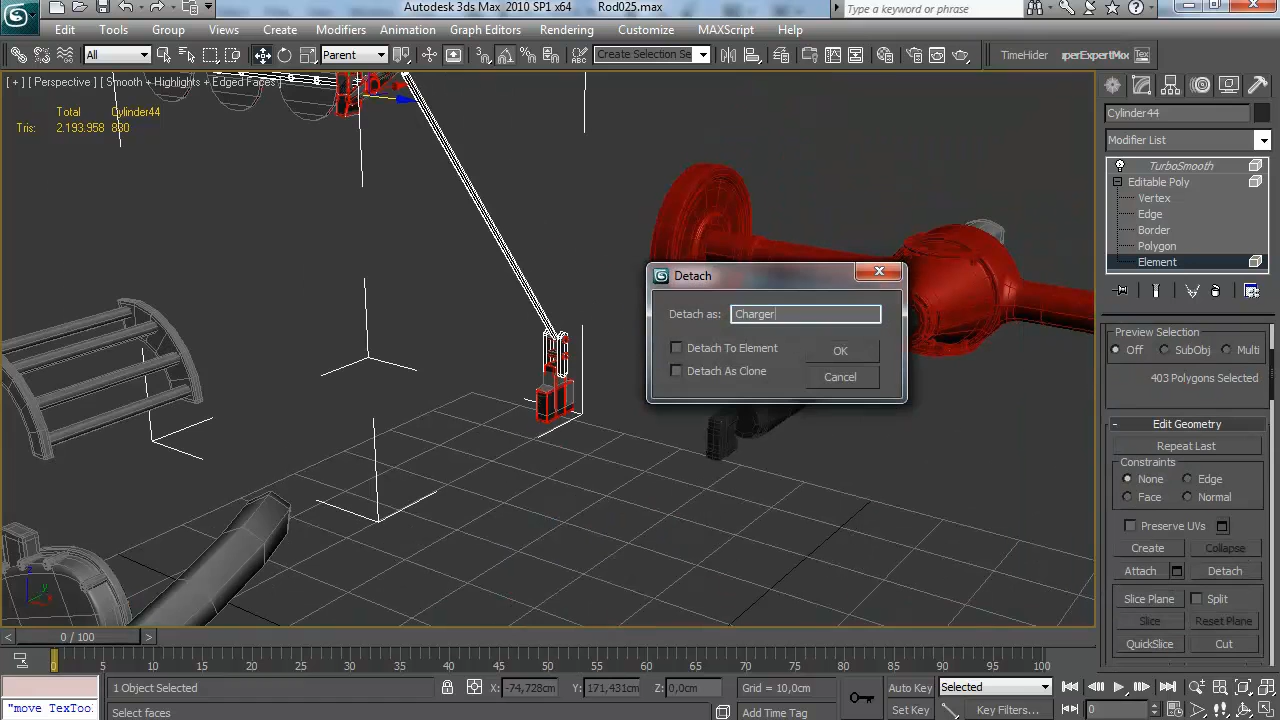 Autodesk 3ds Max 2010 SP1 x64 Rod025.max
Type a keyword or phrase
Edit Tools Group Views Create Modifiers Animation Graph Editors Rendering Customize MAXScript Help
All Parent Create Selection Se TimeHider iperExpertMox Tex
[ + ] [ Perspective ] [ Smooth + Highlights + Edged Faces ]
Total Cylinder44
Tris: 2.193.958 880
Cylinder44
Modifier List
TurboSmooth
Editable Poly
Vertex
Edge
Border
Polygon
Element
Detach
Detach as: Charger
Detach To Element OK
Detach As Clone
Cancel
Preview Selection
Off SubObj Multi
403 Polygons Selected
- Edit Geometry
Repeat Last
Constraints
None Edge
Face Normal
Preserve UVs
Create Collapse
Attach Detach
Slice Plane Split
Slice Reset Plane
QuickSlice Cut
< 0 / 100 >
0 5 10 15 20 25 30 35 40 45 50 55 60 65 70 75 80 85 90 95 100
1 Object Selected X: -74,728cm Y: 171,431cm Z: 0,0cm Grid = 10,0cm Auto Key Selected
"move TexToo Select faces Add Time Tag Set Key Key Filters... 0